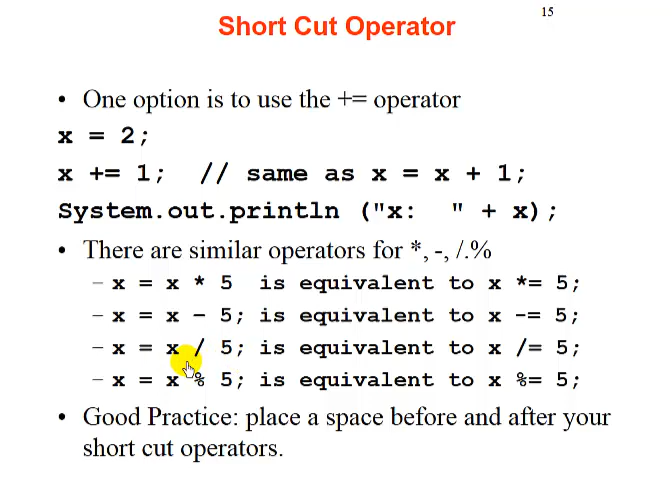 15
Short Cut Operator
• One option is to use the += operator
x = 2;
x += 1;  // same as x = x + 1;
System.out.println ("x:  " + x);
• There are similar operators for *, -, /.%
– x = x * 5  is equivalent to x *= 5;
– x = x – 5; is equivalent to x -= 5;
– x = x / 5; is equivalent to x /= 5;
– x = x % 5; is equivalent to x %= 5;
• Good Practice: place a space before and after your
short cut operators.